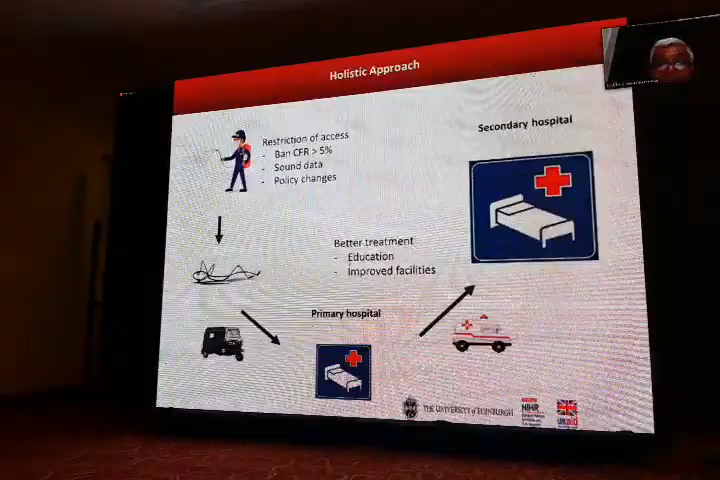 Holistic Approach
Restriction of access
- Ban CFR > 5%
- Sound data
- Policy changes
Secondary hospital
Better treatment
- Education
- Improved facilities
Primary hospital
THE UNIVERSITY of EDINBURGH
NIHR
UKaid